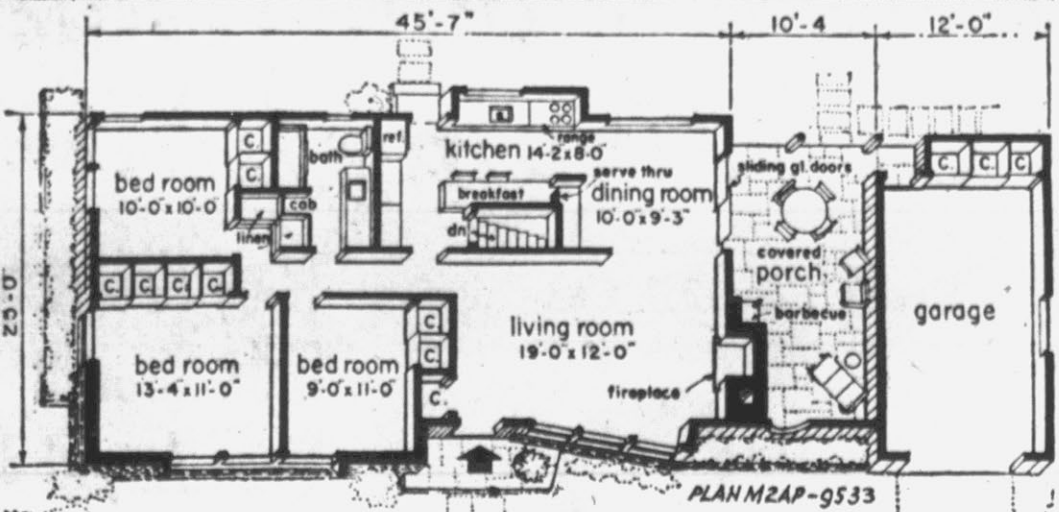 45'-7" 10'-4 12'-0"
25'-0"
bath
ref.
range
kitchen 14-2x8-0"
C
C
C C C
sliding gl. doors
serve thru
breakfast
dining room
10'-0"x9'-3"
bed room
10'-0"x10'-0"
cab
linen
dn
covered
porch
barbecue
C. C. C. C.
C
C
C.
living room
19'-0"x12'-0"
garage
bed room
13'-4x11'-0"
bed room
9'-0"x11'-0"
fireplace
PLAN M2AP-9533